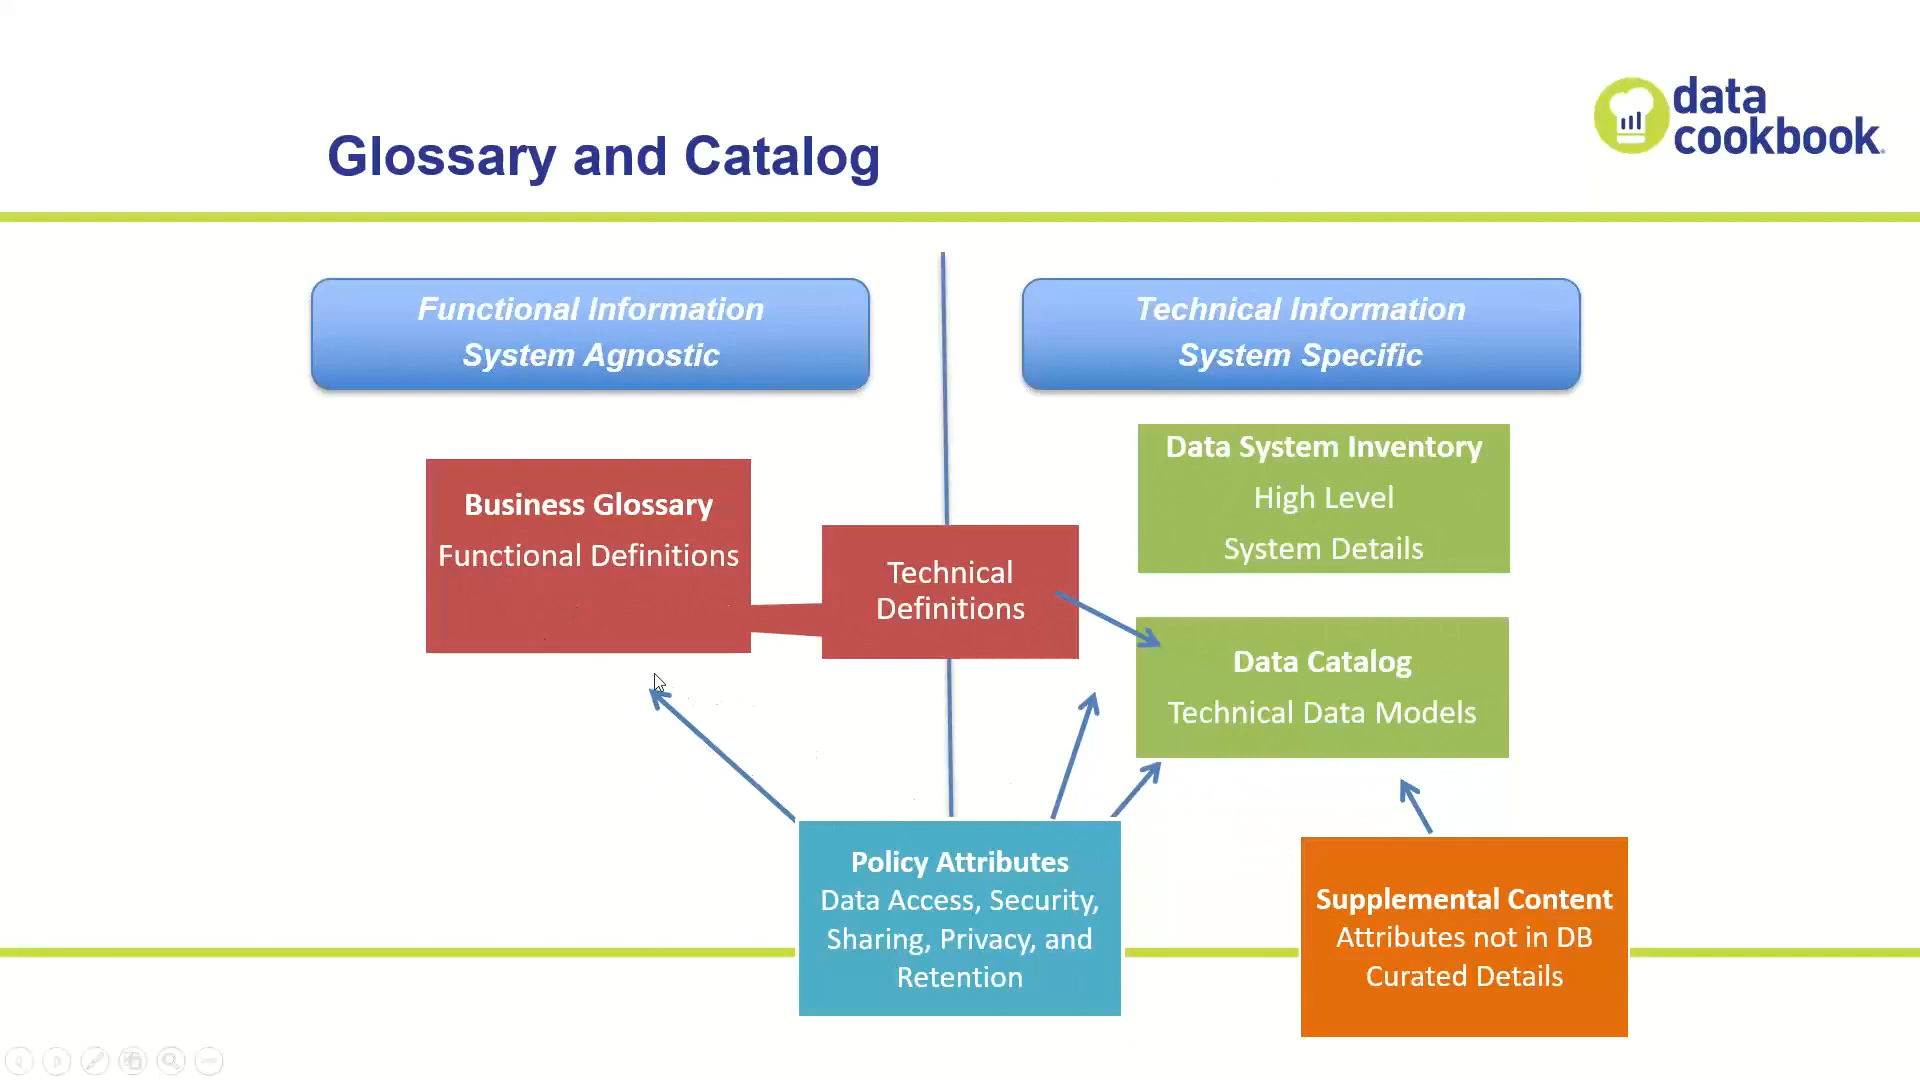 data
cookbook
Glossary and Catalog
Functional Information
System Agnostic
Technical Information
System Specific
Business Glossary
Functional Definitions
Technical
Definitions
Data System Inventory
High Level
System Details
Data Catalog
Technical Data Models
Policy Attributes
Data Access, Security,
Sharing, Privacy, and
Retention
Supplemental Content
Attributes not in DB
Curated Details